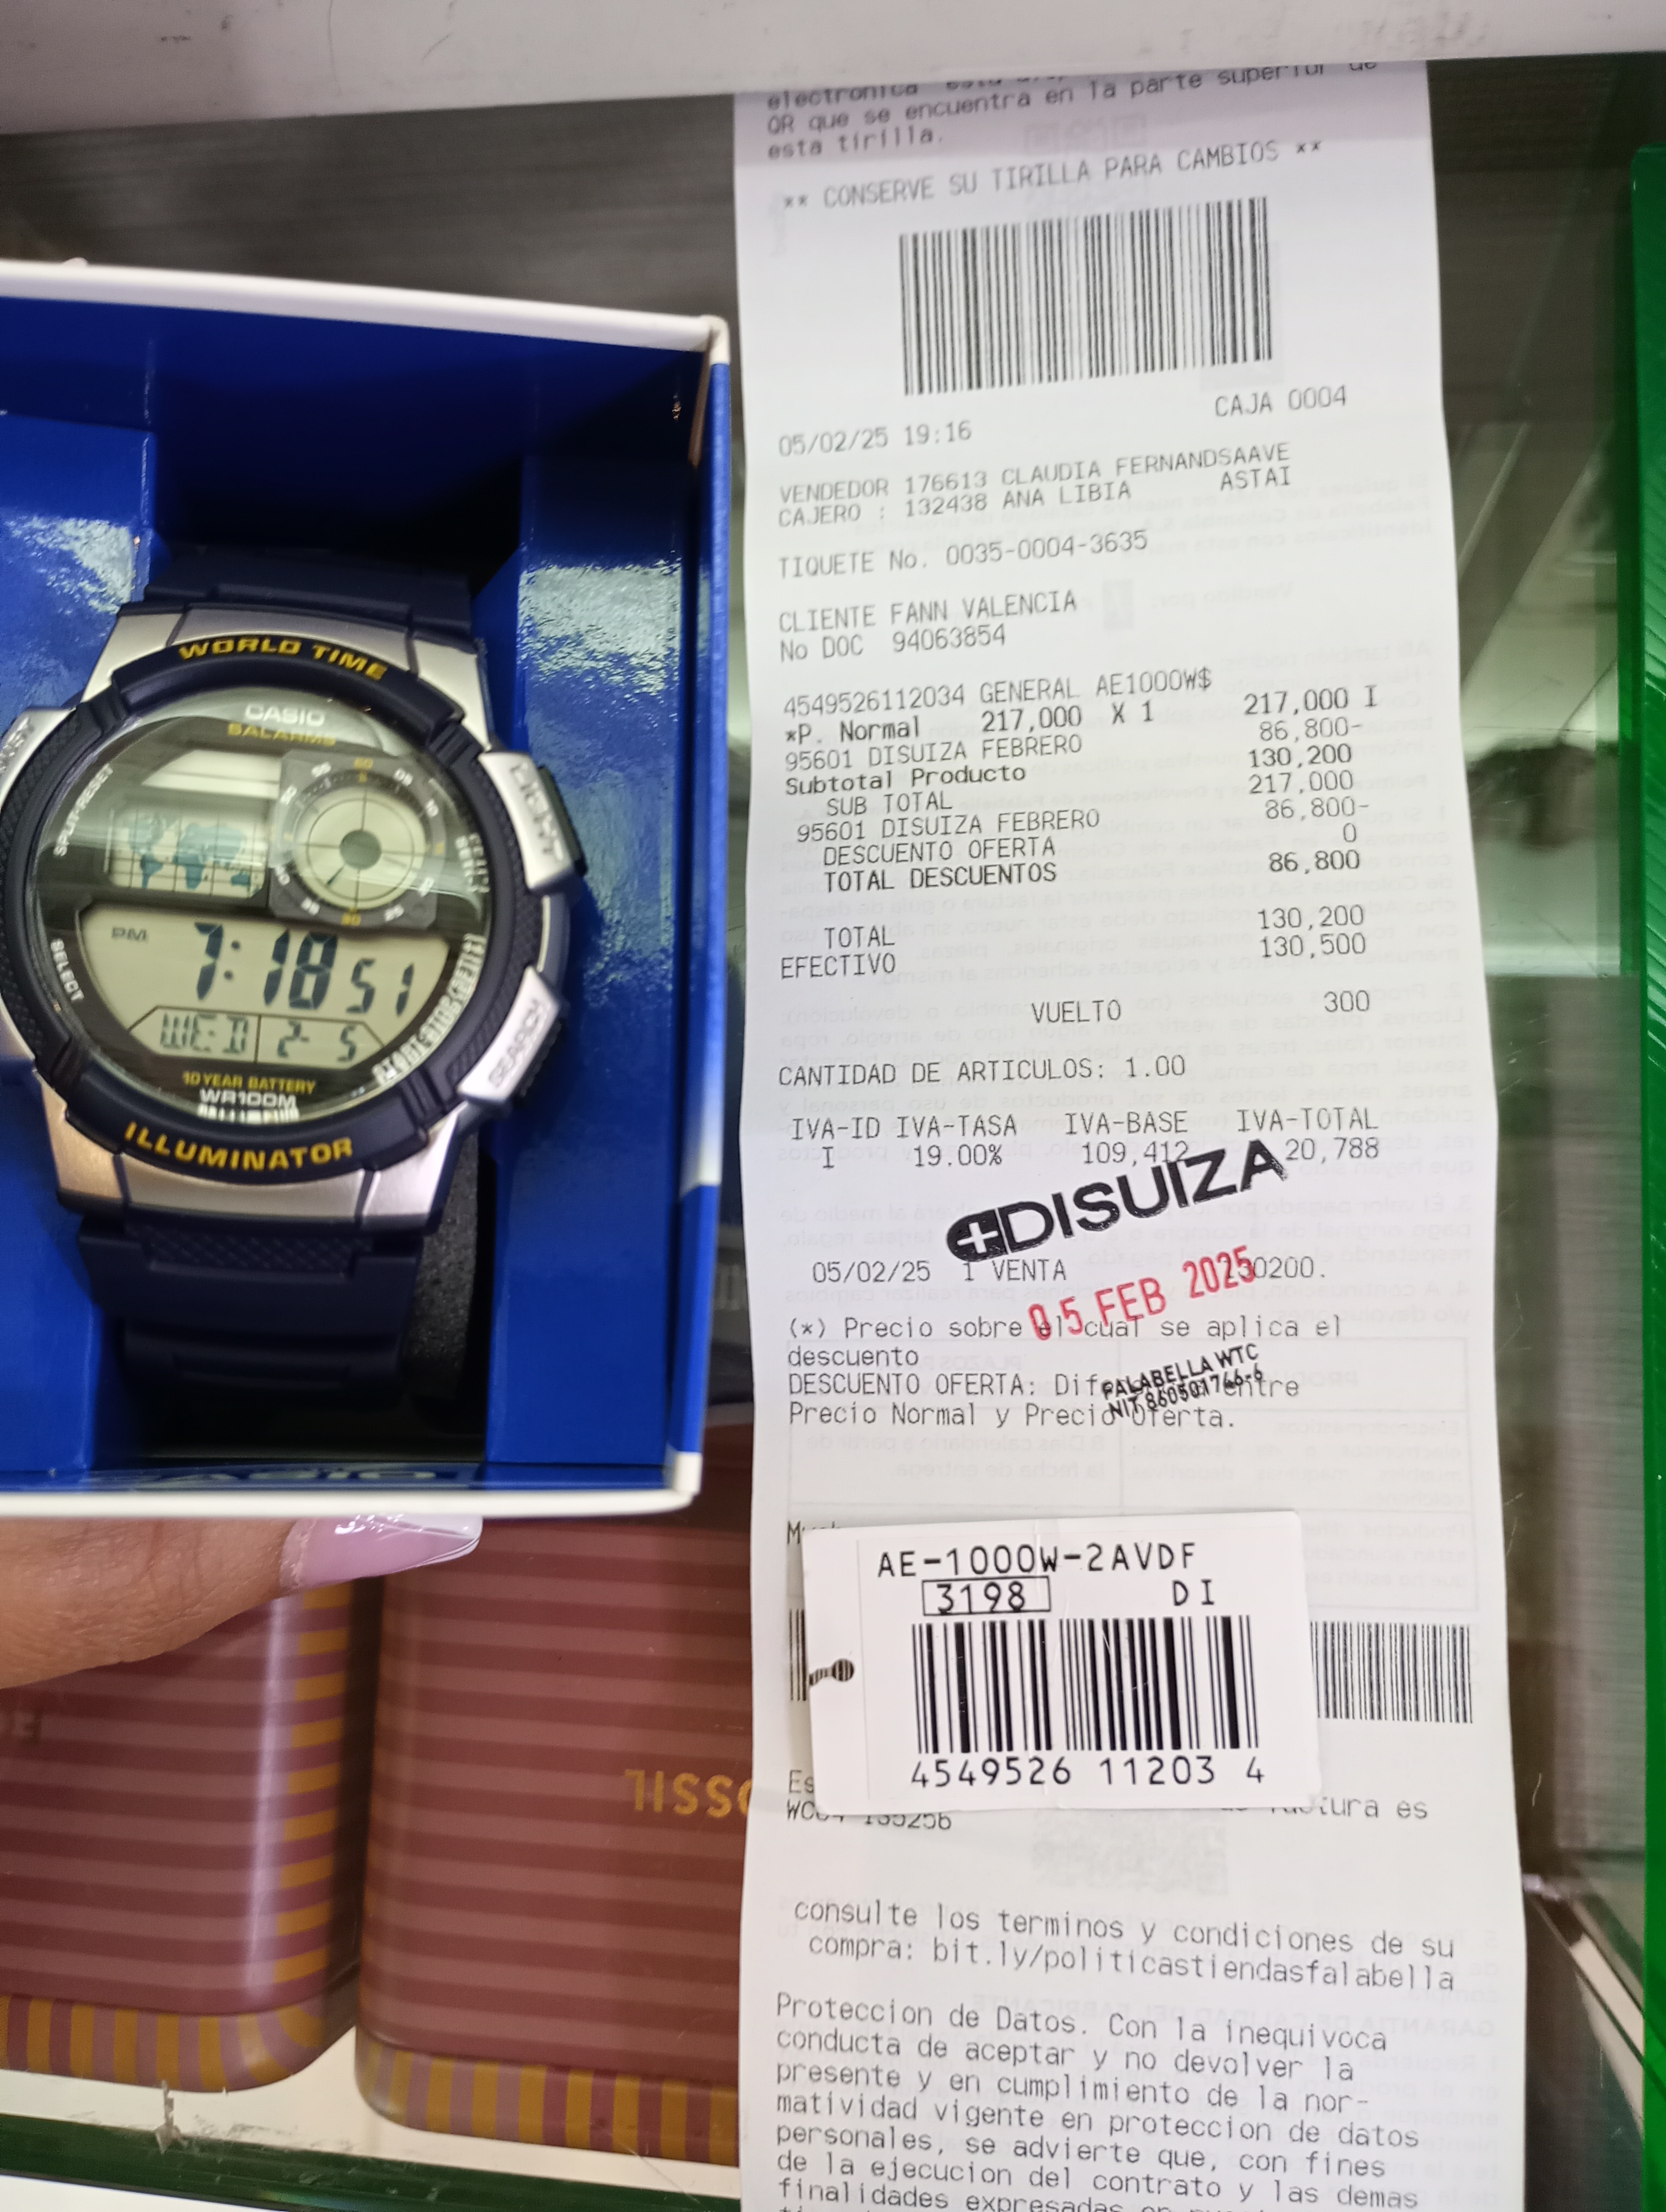 QR que se encuentra en la parte superior de
esta tirilla.
** CONSERVE SU TIRILLA PARA CAMBIOS **
CAJA 0004
05/02/25 19:16
VENDEDOR 176613 CLAUDIA FERNANDSAAVE
CAJERO : 132438 ANA LIBIA ASTAI
TIQUETE No. 0035-0004-3635
CLIENTE FANN VALENCIA
No DOC 94063854
4549526112034 GENERAL AE1000W$
*P. Normal 217,000 X 1 217,000 I
95601 DISUIZA FEBRERO 86,800-
Subtotal Producto 130,200
SUB TOTAL 217,000
95601 DISUIZA FEBRERO 86,800-
DESCUENTO OFERTA 0
TOTAL DESCUENTOS 86,800
TOTAL 130,200
EFECTIVO 130,500
VUELTO 300
CANTIDAD DE ARTICULOS: 1.00
IVA-ID IVA-TASA IVA-BASE IVA-TOTAL
I 19.00% 109,412 20,788
DISUIZA
05/02/25 1 VENTA
05 FEB 2025
(*) Precio sobre el cual se aplica el
descuento
DESCUENTO OFERTA: entre
Precio Normal y Precio Oferta.
FALABELLA WTC
NIT 860501746-6
AE-1000W-2AVDF
3198 DI
4549526 11203 4
es
consulte los terminos y condiciones de su
compra: bit.ly/politicastiendasfalabella
Proteccion de Datos. Con la inequivoca
conducta de aceptar y no devolver la
presente y en cumplimiento de la nor-
matividad vigente en proteccion de datos
personales, se advierte que, con fines
de la ejecucion del contrato y las demas
finalidades expresadas
WORLD TIME
CASIO
5ALARMS
60
SPLIT-RESET
LIGHT
SELECT
SEARCH
PM
7:18 51
WED 2- 5
10 YEAR BATTERY
WR100M
ILLUMINATOR